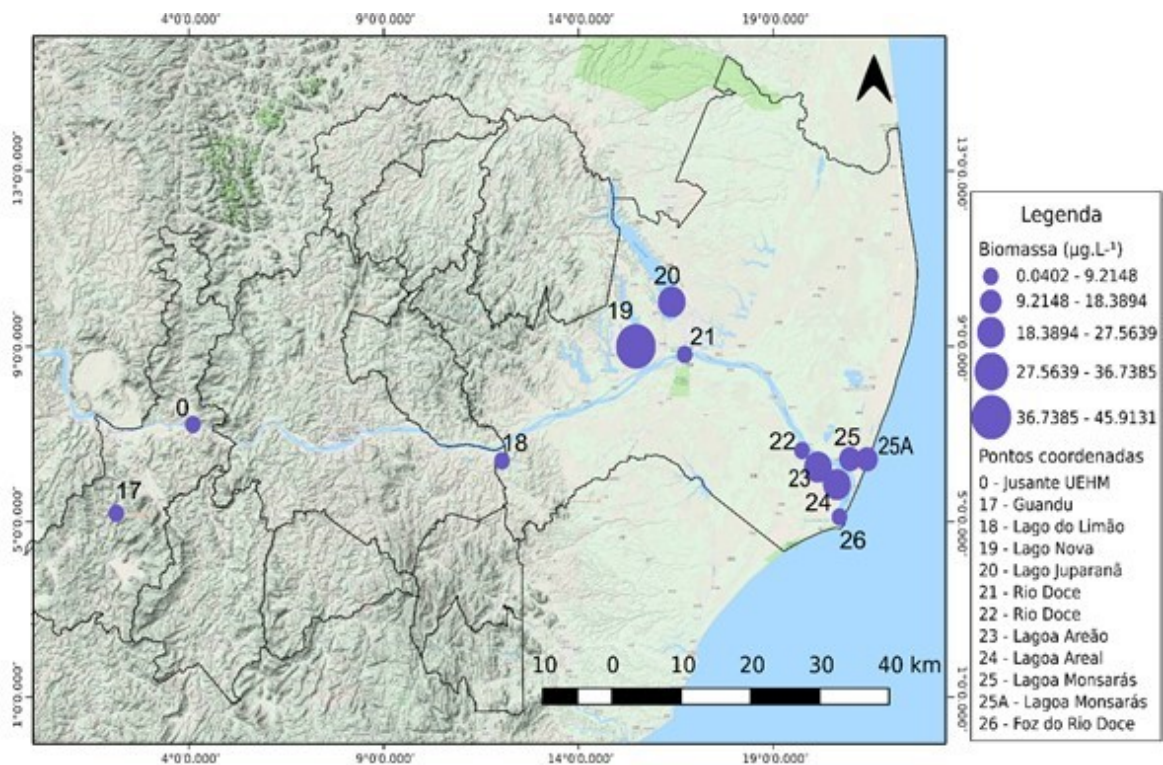 4°0'0.000" 9°0'0.000" 14°0'0.000" 19°0'0.000"
13°0'0.000" 13°0'0.000"
20
19
21
9°0'0.000" 9°0'0.000"
0
18
22 25 25A
17
23
24
26
5°0'0.000" 5°0'0.000"
10 0 10 20 30 40 km
1°0'0.000" 1°0'0.000"
4°0'0.000" 9°0'0.000" 14°0'0.000" 19°0'0.000"
Legenda
Biomassa (µg.L-¹)
0.0402 - 9.2148
9.2148 - 18.3894
18.3894 - 27.5639
27.5639 - 36.7385
36.7385 - 45.9131
Pontos coordenadas
0 - Jusante UEHM
17 - Guandu
18 - Lago do Limão
19 - Lago Nova
20 - Lago Juparanã
21 - Rio Doce
22 - Rio Doce
23 - Lagoa Areão
24 - Lagoa Areal
25 - Lagoa Monsarás
25A - Lagoa Monsarás
26 - Foz do Rio Doce